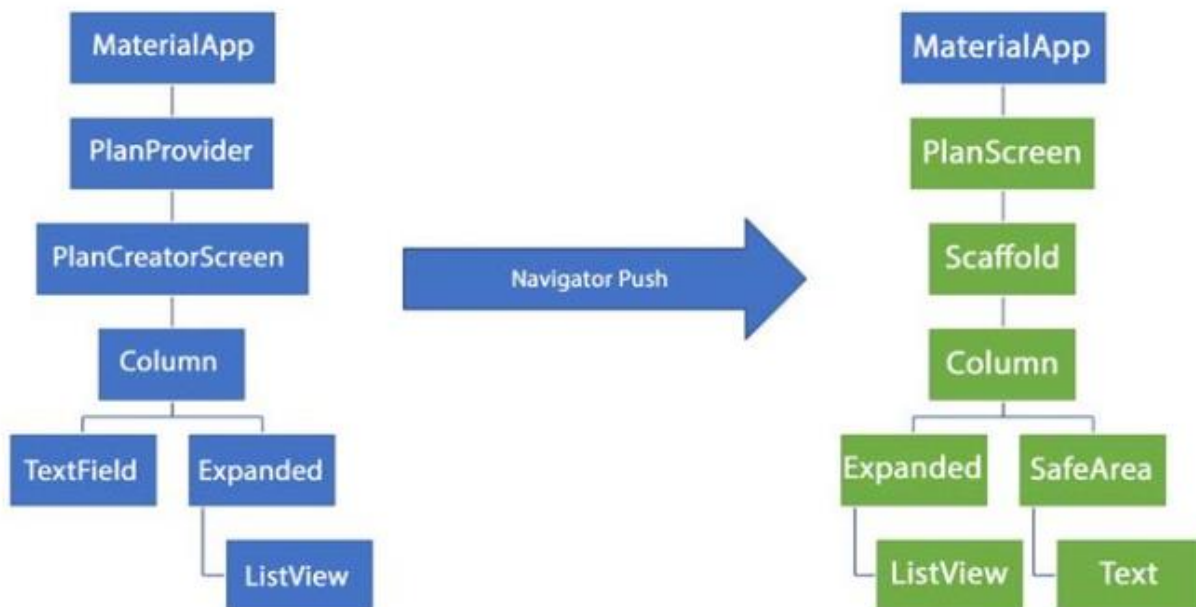 MaterialApp
PlanProvider
PlanCreatorScreen
Column
TextField
Expanded
ListView
Navigator Push
MaterialApp
PlanScreen
Scaffold
Column
Expanded
SafeArea
ListView
Text